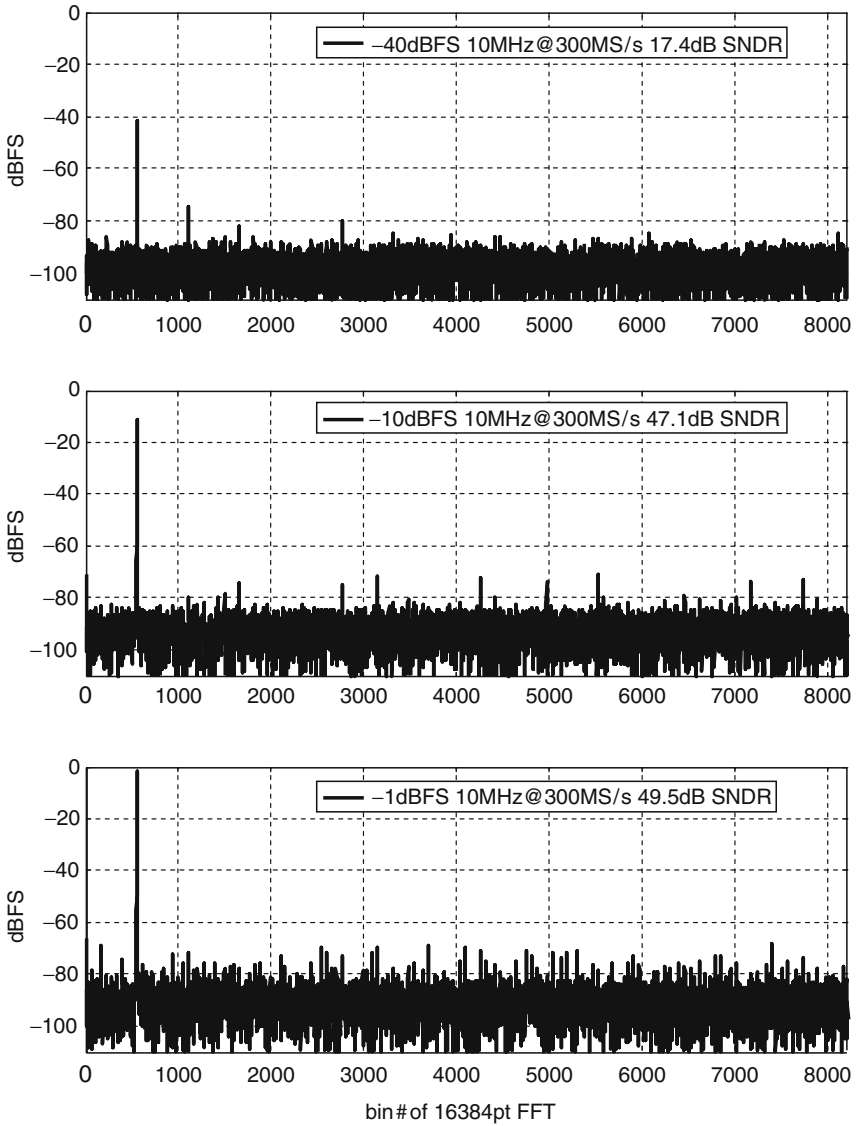 0
−20
−40
−60
−80
−100
dBFS
−40dBFS 10MHz@300MS/s 17.4dB SNDR
0 1000 2000 3000 4000 5000 6000 7000 8000
0
−20
−40
−60
−80
−100
dBFS
−10dBFS 10MHz@300MS/s 47.1dB SNDR
0 1000 2000 3000 4000 5000 6000 7000 8000
0
−20
−40
−60
−80
−100
dBFS
−1dBFS 10MHz@300MS/s 49.5dB SNDR
0 1000 2000 3000 4000 5000 6000 7000 8000
bin# of 16384pt FFT